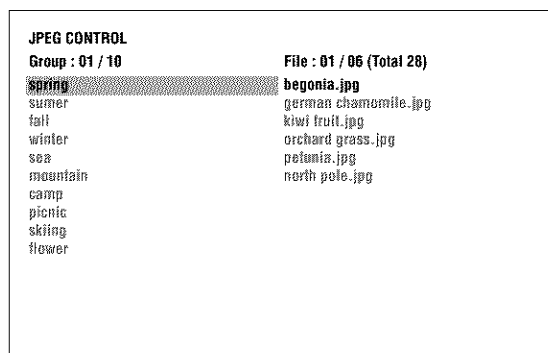 JPEG CONTROL
Group : 01 / 10
File : 01 / 06 (Total 28)
spring
sumer
fall
winter
sea
mountain
camp
picnic
skiing
flower
begonia.jpg
german chamomile.jpg
kiwi fruit.jpg
orchard grass.jpg
petunia.jpg
north pole.jpg